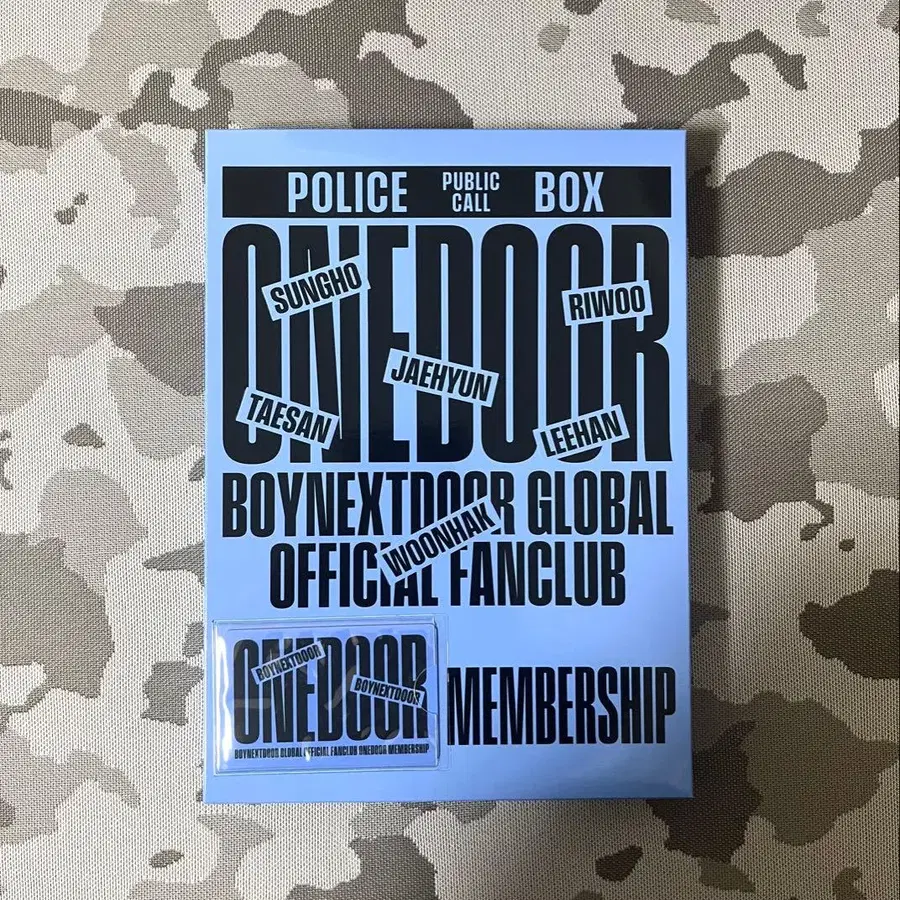 POLICE PUBLIC CALL BOX
ONEDOOR
SUNGHO
RIWOO
JAEHYUN
TAESAN
LEEHAN
BOYNEXTDOOR GLOBAL
WOONHAK
OFFICIAL FANCLUB
ONEDOOR
BOYNEXTDOOR
BOYNEXTDOOR
BOYNEXTDOOR GLOBAL OFFICIAL FANCLUB ONEDOOR MEMBERSHIP
MEMBERSHIP